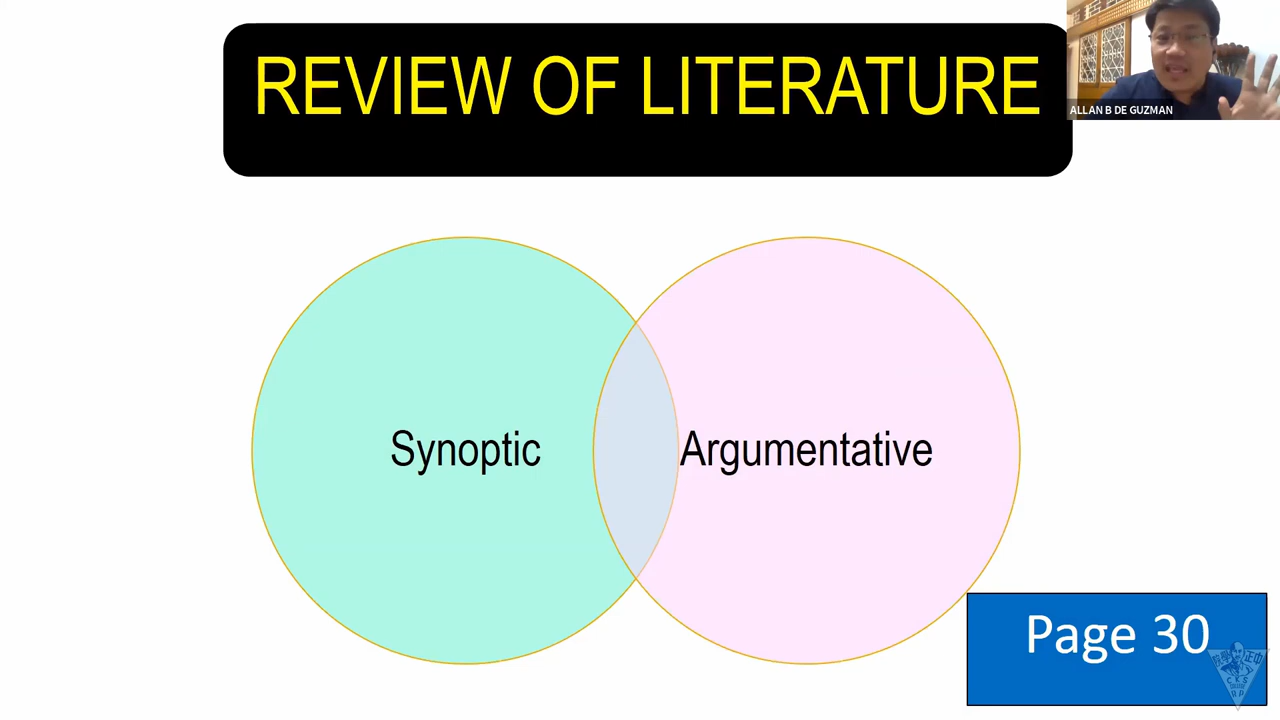 REVIEW OF LITERATURE
ALLAN B DE GUZMAN
Synoptic
Argumentative
Page 30
C K S